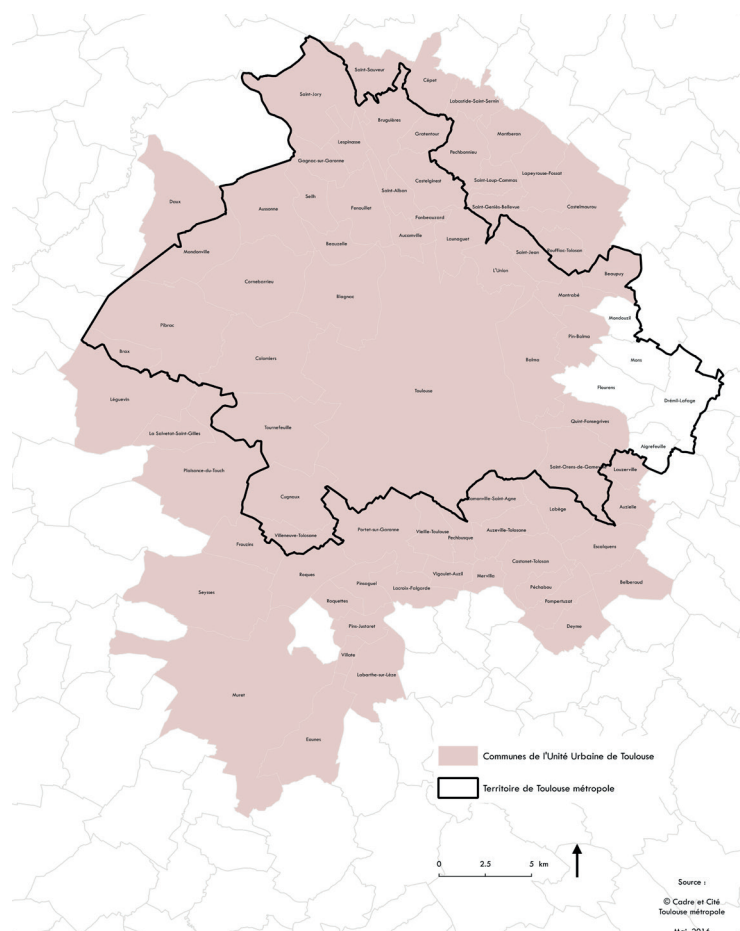 Saint-Sauveur
Cépet
Saint-Jory
Labastide-Saint-Sernin
Bruguières
Gratentour
Montberon
Lespinasse
Pechbonnieu
Gagnac-sur-Garonne
Lapeyrouse-Fossat
Castelginest
Saint-Loup-Cammas
Saint-Alban
Seilh
Daux
Aussonne
Fenouillet
Saint-Geniès-Bellevue
Castelmaurou
Fonbeauzard
Aucamville
Launaguet
Beauzelle
Mondonville
Saint-Jean
Rouffiac-Tolosan
L'Union
Beaupuy
Cornebarrieu
Blagnac
Montrabé
Mondouzil
Pibrac
Pin-Balma
Brax
Colomiers
Balma
Mons
Flourens
Toulouse
Léguevin
Drémil-Lafage
Quint-Fonsegrives
Tournefeuille
La Salvetat-Saint-Gilles
Aigrefeuille
Saint-Orens-de-Gameville
Lauzerville
Plaisance-du-Touch
Cugnaux
Ramonville-Saint-Agne
Labège
Auzielle
Portet-sur-Garonne
Vieille-Toulouse
Auzeville-Tolosane
Villeneuve-Tolosane
Pechbusque
Frouzins
Escalquens
Castanet-Tolosan
Roques
Vigoulet-Auzil
Mervilla
Pinsaguel
Belberaud
Lacroix-Falgarde
Péchabou
Seysses
Roquettes
Pompertuzat
Pins-Justaret
Deyme
Villate
Labarthe-sur-Lèze
Muret
Eaunes
Communes de l'Unité Urbaine de Toulouse
Territoire de Toulouse métropole
0 2.5 5 km
Source :
© Cadre et Cité
Toulouse métropole
Mai 2016